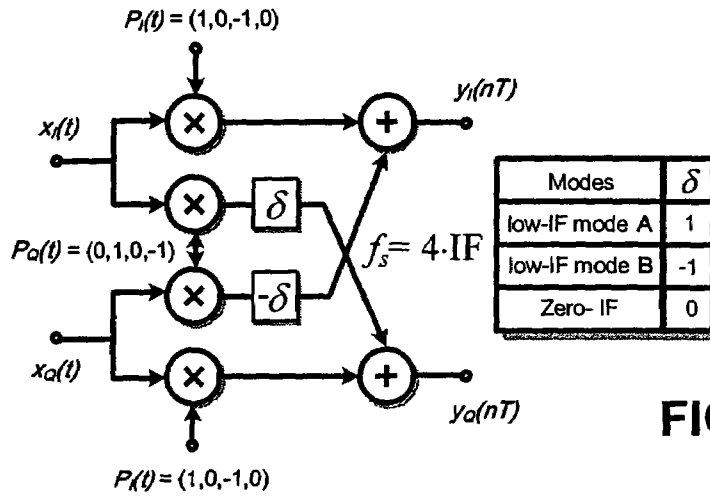 P_I(t) = (1,0,-1,0)
x_I(t)
×
+
y_I(nT)
×
δ
P_Q(t) = (0,1,0,-1)
f_s = 4·IF
×
-δ
x_Q(t)
×
+
y_Q(nT)
P_I(t) = (1,0,-1,0)
Modes δ
low-IF mode A 1
low-IF mode B -1
Zero- IF 0